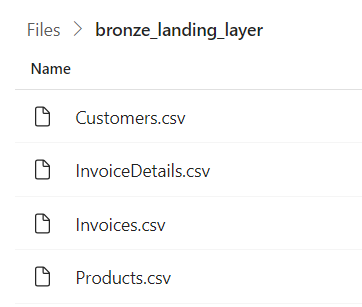 Files > bronze_landing_layer
Name
Customers.csv
InvoiceDetails.csv
Invoices.csv
Products.csv